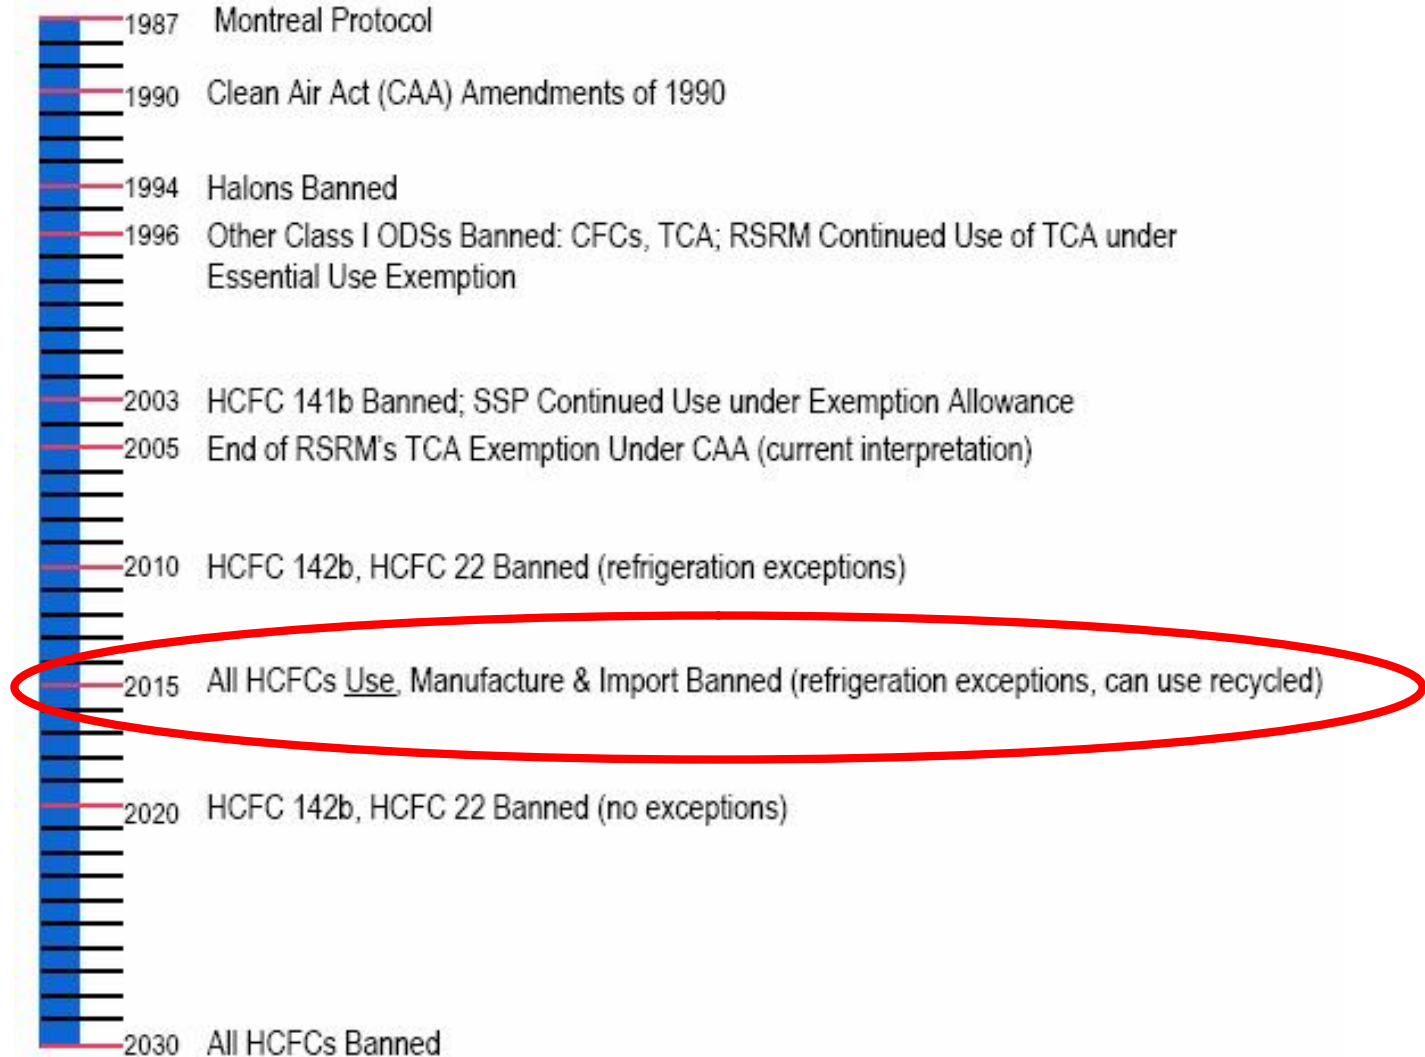 1987 Montreal Protocol
1990 Clean Air Act (CAA) Amendments of 1990
1994 Halons Banned
1996 Other Class I ODSs Banned: CFCs, TCA; RSRM Continued Use of TCA under
Essential Use Exemption
2003 HCFC 141b Banned; SSP Continued Use under Exemption Allowance
2005 End of RSRM's TCA Exemption Under CAA (current interpretation)
2010 HCFC 142b, HCFC 22 Banned (refrigeration exceptions)
2015 All HCFCs Use, Manufacture & Import Banned (refrigeration exceptions, can use recycled)
2020 HCFC 142b, HCFC 22 Banned (no exceptions)
2030 All HCFCs Banned